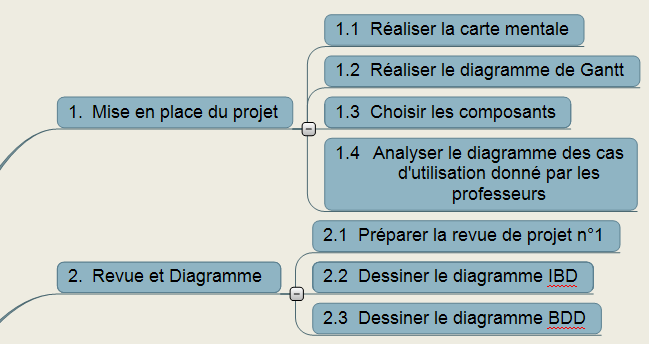 1.1 Réaliser la carte mentale
1.2 Réaliser le diagramme de Gantt
1. Mise en place du projet
1.3 Choisir les composants
1.4 Analyser le diagramme des cas
d'utilisation donné par les
professeurs
2.1 Préparer la revue de projet n°1
2. Revue et Diagramme
2.2 Dessiner le diagramme IBD
2.3 Dessiner le diagramme BDD